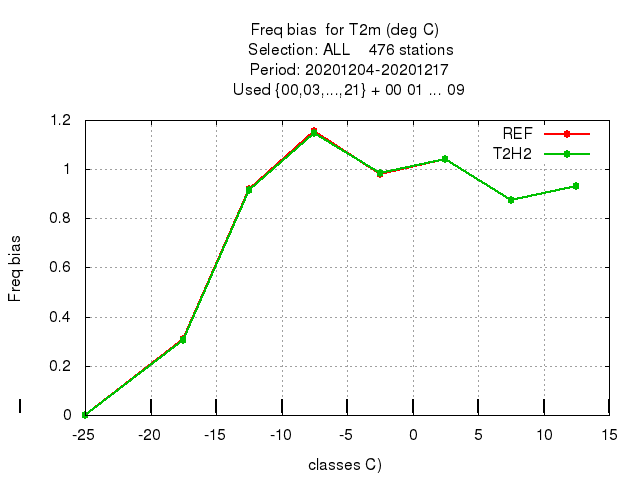 Freq bias  for T2m (deg C)
Selection: ALL    476 stations
Period: 20201204-20201217
Used {00,03,...,21} + 00 01 ... 09
REF
T2H2
Freq bias
1.2
1
0.8
0.6
0.4
0.2
0
-25 -20 -15 -10 -5 0 5 10 15
classes C)